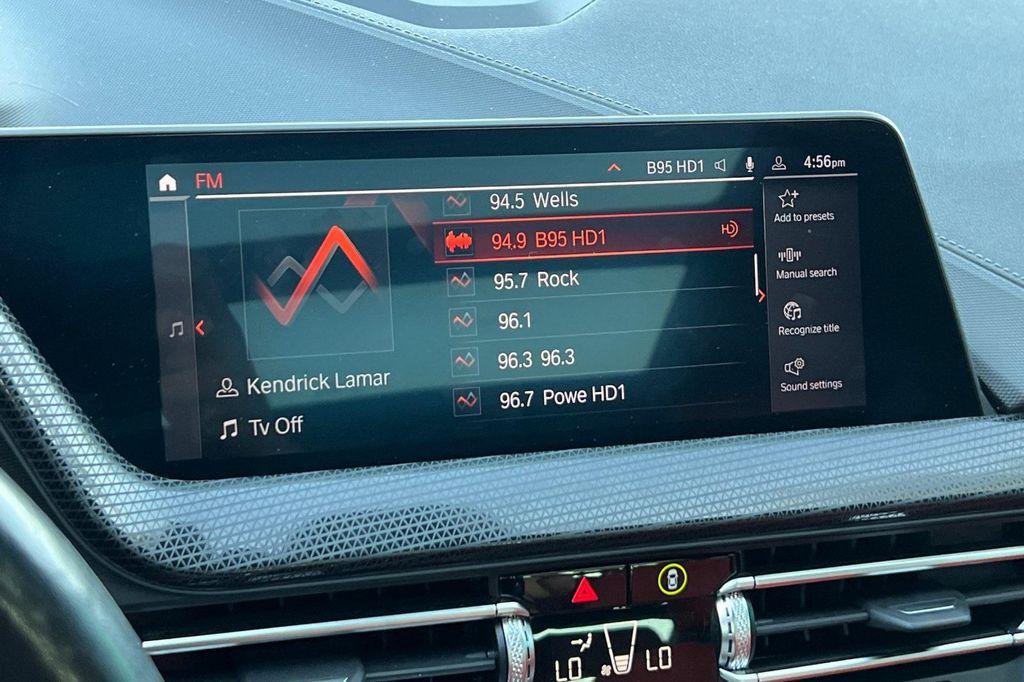 FM
B95 HD1
4:56pm
94.5 Wells
94.9 B95 HD1
HD
95.7 Rock
96.1
96.3 96.3
96.7 Powe HD1
Kendrick Lamar
Tv Off
Add to presets
Manual search
Recognize title
Sound settings
LO
LO